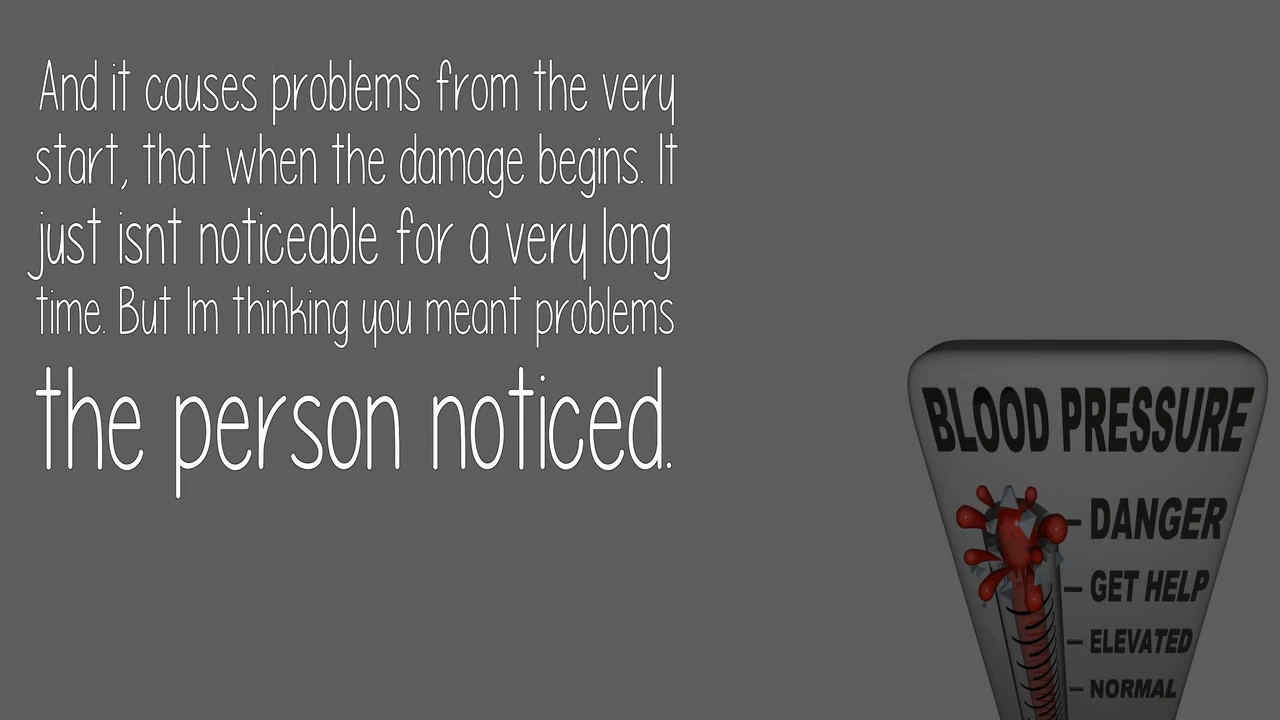 And it causes problems from the very
start, that when the damage begins. It
just isnt noticeable for a very long
time. But Im thinking you meant problems
the person noticed.
BLOOD PRESSURE
DANGER
GET HELP
ELEVATED
NORMAL